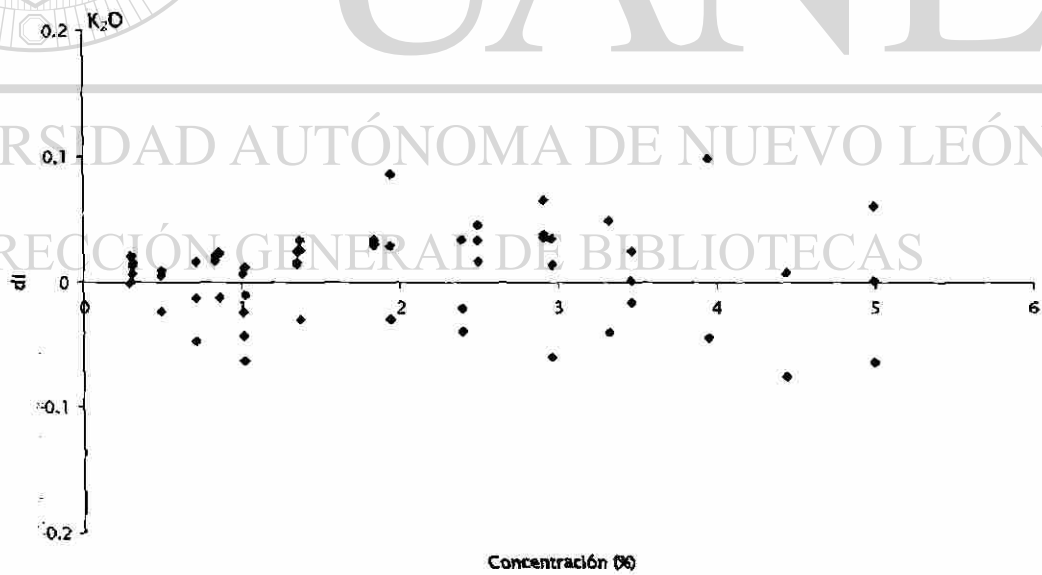 UANL
K₂O
0.2
RSIDAD AUTÓNOMA DE NUEVO LEÓN
0.1
RECCIÓN GENERAL DE BIBLIOTECAS
dI
0
0 1 2 3 4 5 6
-0.1
-0.2
Concentración (%)